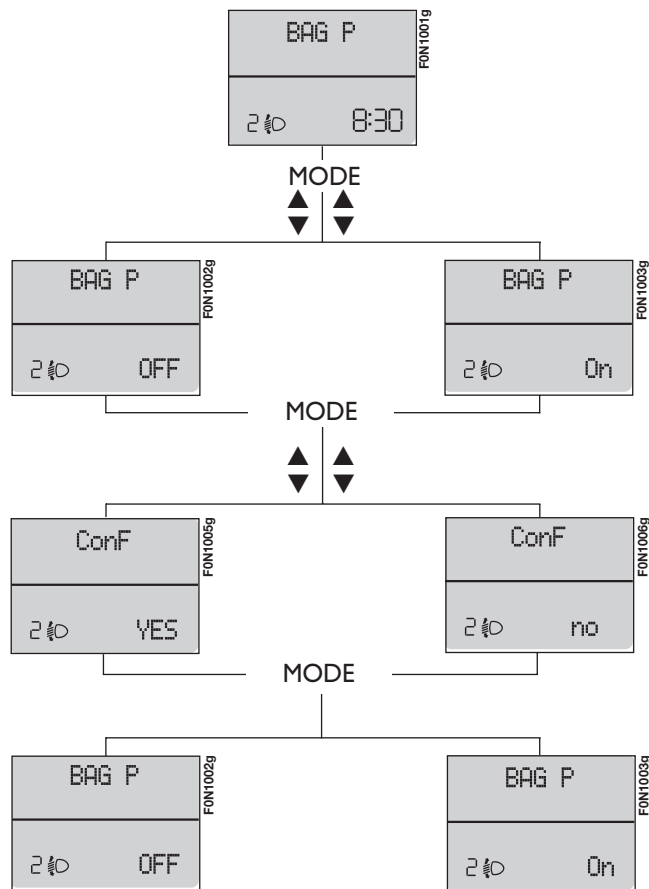 BAG P
2 8:30
F0N1001g
MODE
BAG P
2 OFF
F0N1002g
BAG P
2 On
F0N1003g
MODE
ConF
2 YES
F0N1005g
ConF
2 no
F0N1006g
MODE
BAG P
2 OFF
F0N1002g
BAG P
2 On
F0N1003g